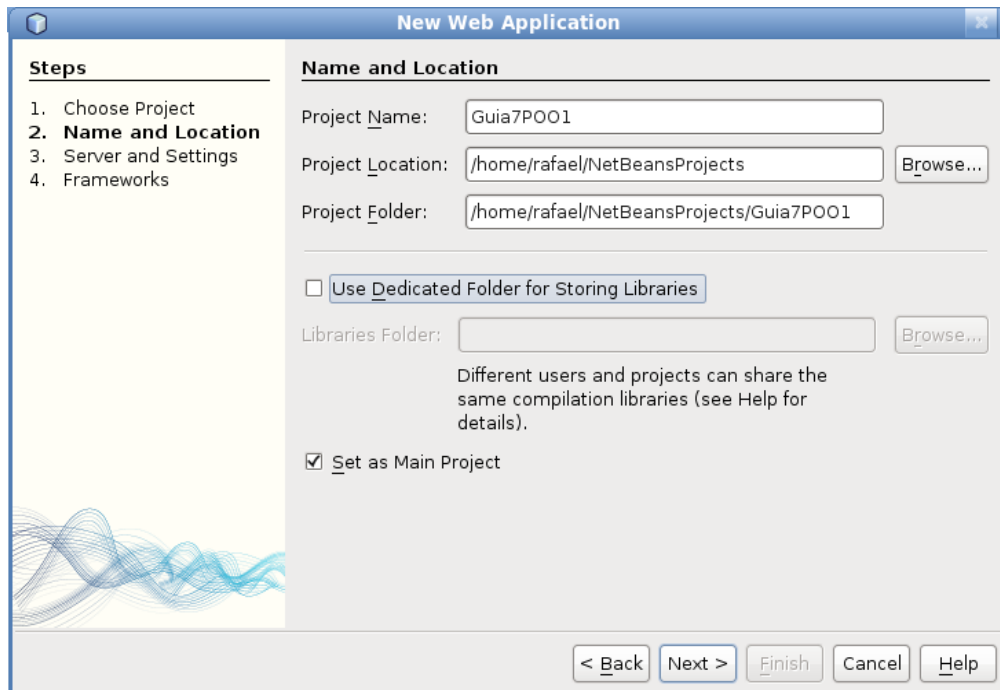 New Web Application
Steps
1. Choose Project
2. Name and Location
3. Server and Settings
4. Frameworks
Name and Location
Project Name: Guia7POO1
Project Location: /home/rafael/NetBeansProjects Browse...
Project Folder: /home/rafael/NetBeansProjects/Guia7POO1
Use Dedicated Folder for Storing Libraries
Libraries Folder: Browse...
Different users and projects can share the
same compilation libraries (see Help for
details).
Set as Main Project
< Back Next > Finish Cancel Help